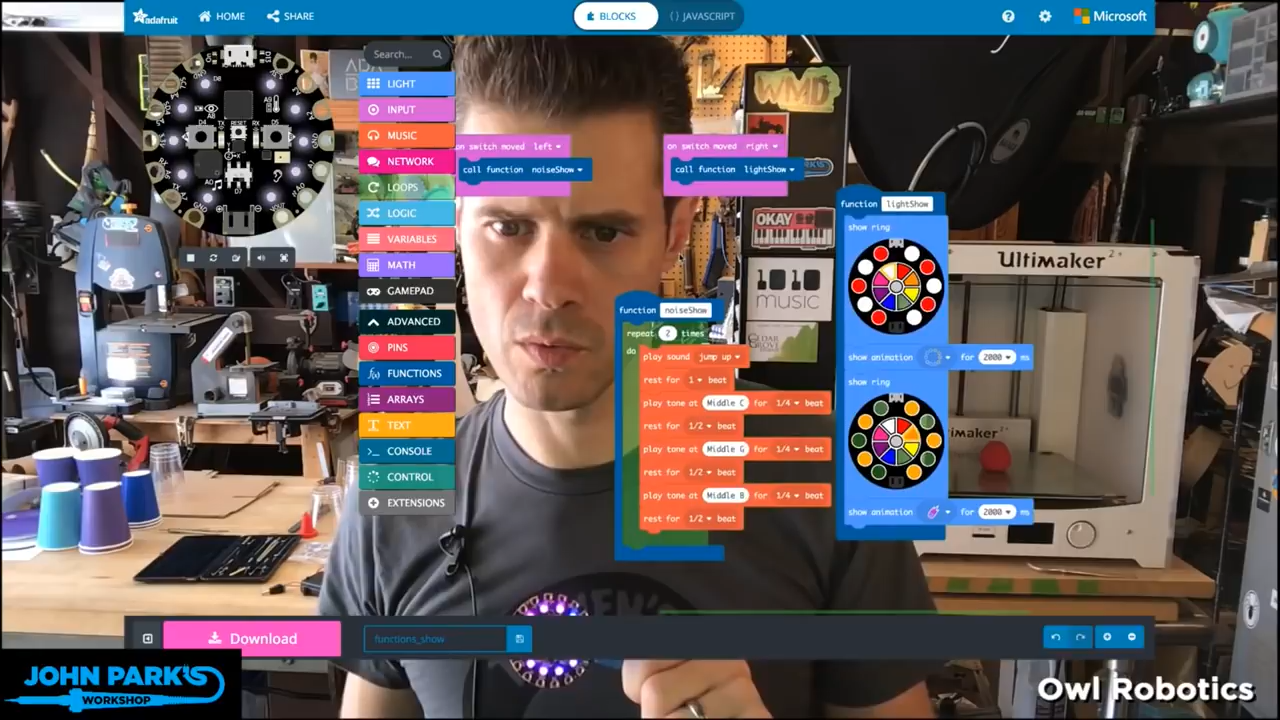 adafruit
HOME
SHARE
BLOCKS
JAVASCRIPT
Microsoft
Search...
LIGHT
INPUT
MUSIC
NETWORK
LOOPS
LOGIC
VARIABLES
MATH
GAMEPAD
ADVANCED
PINS
FUNCTIONS
ARRAYS
TEXT
CONSOLE
CONTROL
EXTENSIONS
on switch moved left
call function noiseShow
on switch moved right
call function lightShow
function noiseShow
repeat 2 times
do
play sound jump up
rest for 1 beat
play tone at Middle C for 1/4 beat
rest for 1/2 beat
play tone at Middle G for 1/4 beat
rest for 1/2 beat
play tone at Middle B for 1/4 beat
rest for 1/2 beat
function lightShow
show ring
show animation for 2000 ms
show ring
show animation for 2000 ms
WMD
OKAY
1010
MUSIC
CEDAR
GROVE
Ultimaker 2+
Download
functions_show
JOHN PARK'S
WORKSHOP
Owl Robotics